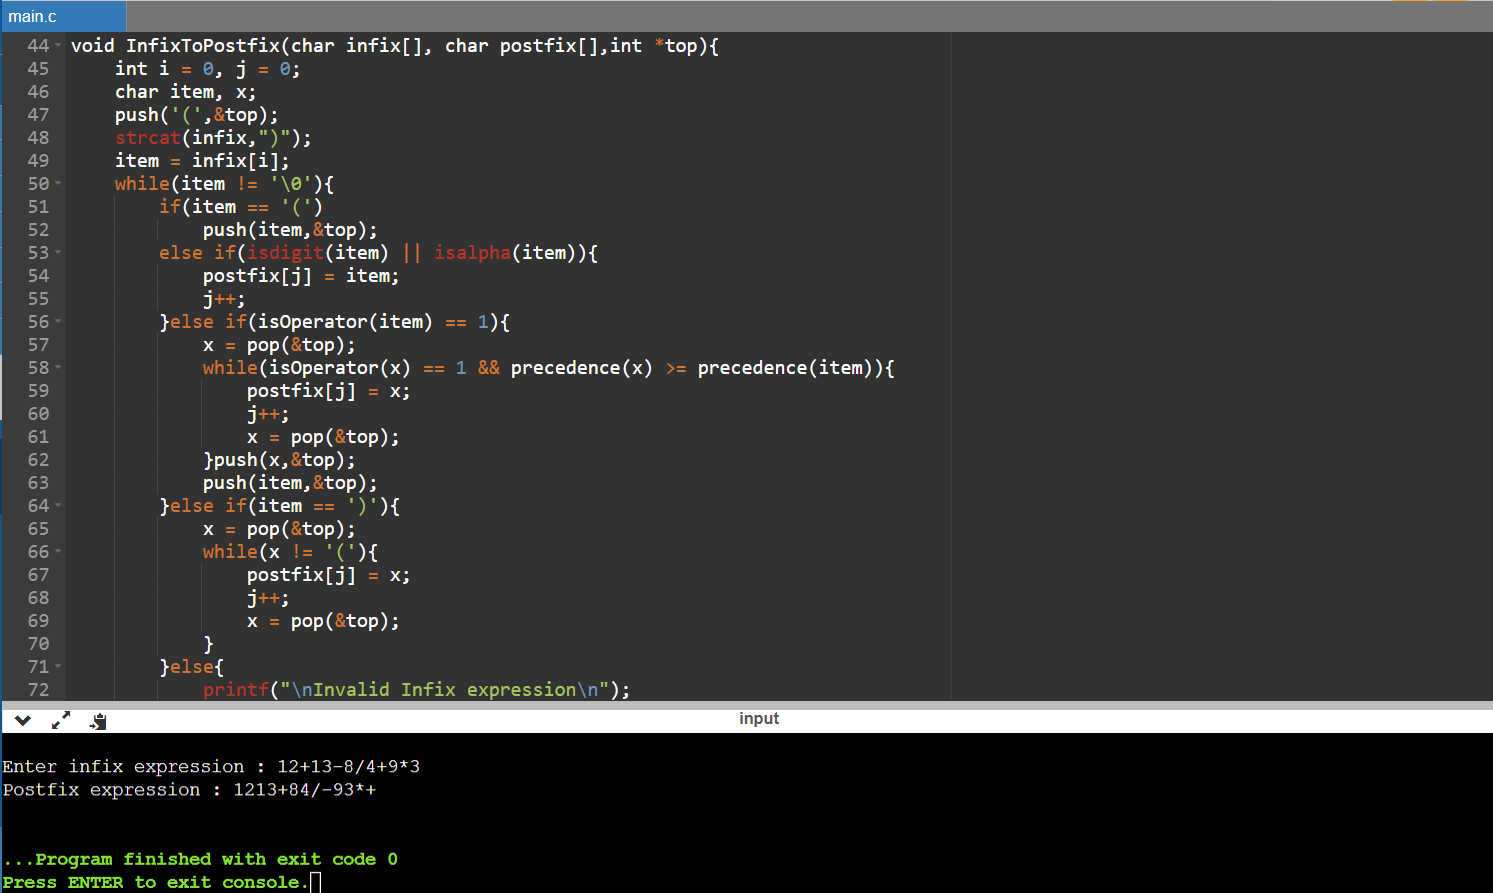 main.c
44 void InfixToPostfix(char infix[], char postfix[],int *top){
45     int i = 0, j = 0;
46     char item, x;
47     push('(',&top);
48     strcat(infix,")");
49     item = infix[i];
50     while(item != '\0'){
51         if(item == '(')
52             push(item,&top);
53         else if(isdigit(item) || isalpha(item)){
54             postfix[j] = item;
55             j++;
56         }else if(isOperator(item) == 1){
57             x = pop(&top);
58             while(isOperator(x) == 1 && precedence(x) >= precedence(item)){
59                 postfix[j] = x;
60                 j++;
61                 x = pop(&top);
62             }push(x,&top);
63             push(item,&top);
64         }else if(item == ')'){
65             x = pop(&top);
66             while(x != '('){
67                 postfix[j] = x;
68                 j++;
69                 x = pop(&top);
70             }
71         }else{
72             printf("\nInvalid Infix expression\n");
input
Enter infix expression : 12+13-8/4+9*3
Postfix expression : 1213+84/-93*+
...Program finished with exit code 0
Press ENTER to exit console.